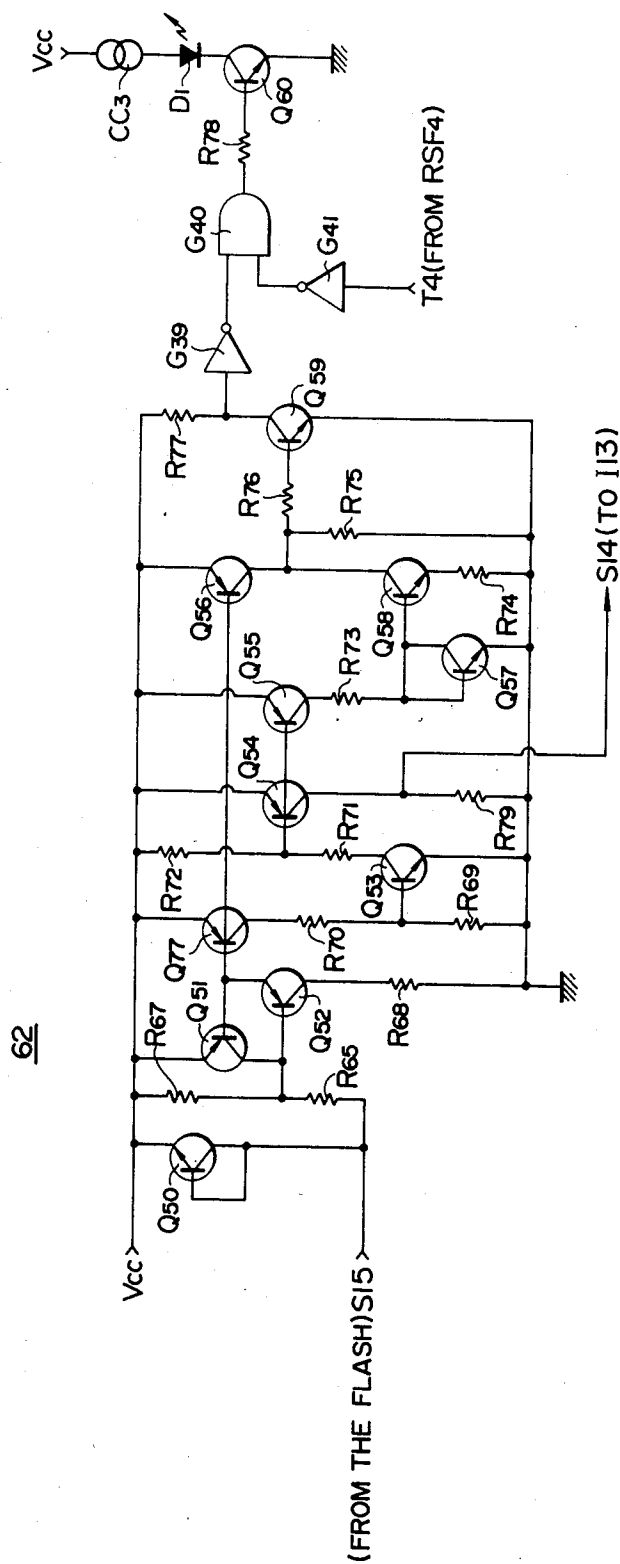 62
Vcc
(FROM THE FLASH)S15
Q50
R67
R65
Q51
Q52
R68
Q77
R70
R69
R72
R71
Q53
Q54
R79
Q55
R73
Q56
Q58
Q57
R74
R76
R75
R77
Q59
S14(TO I113)
G39
G40
G41
T4(FROM RSF4)
R78
Vcc
CC3
D1
Q60